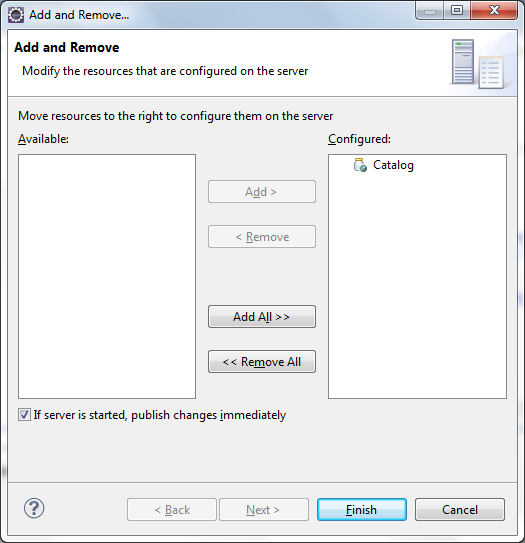 Add and Remove...
Add and Remove
Modify the resources that are configured on the server
Move resources to the right to configure them on the server
Available:
Configured:
Catalog
Add >
< Remove
Add All >>
<< Remove All
If server is started, publish changes immediately
?
< Back
Next >
Finish
Cancel